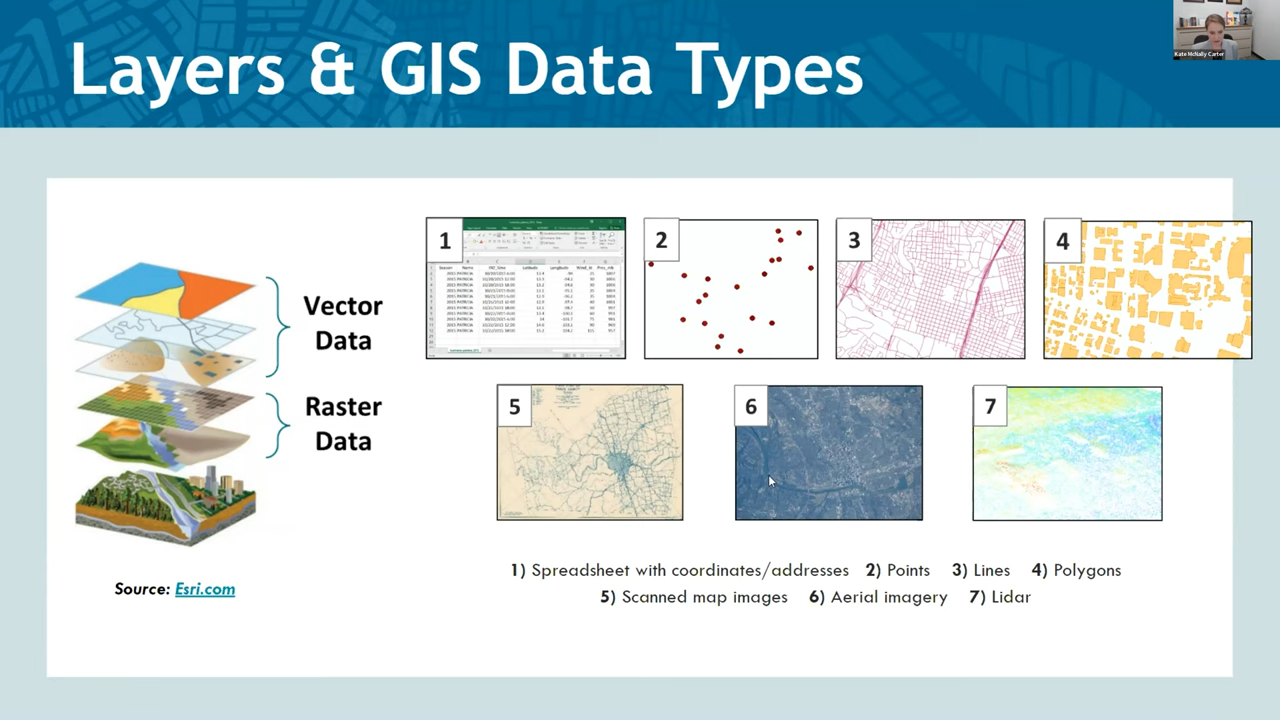 Layers & GIS Data Types
Kate McNally Carter
Vector
Data
Raster
Data
Source: Esri.com
1
2
3
4
5
6
7
1) Spreadsheet with coordinates/addresses 2) Points 3) Lines 4) Polygons
5) Scanned map images 6) Aerial imagery 7) Lidar